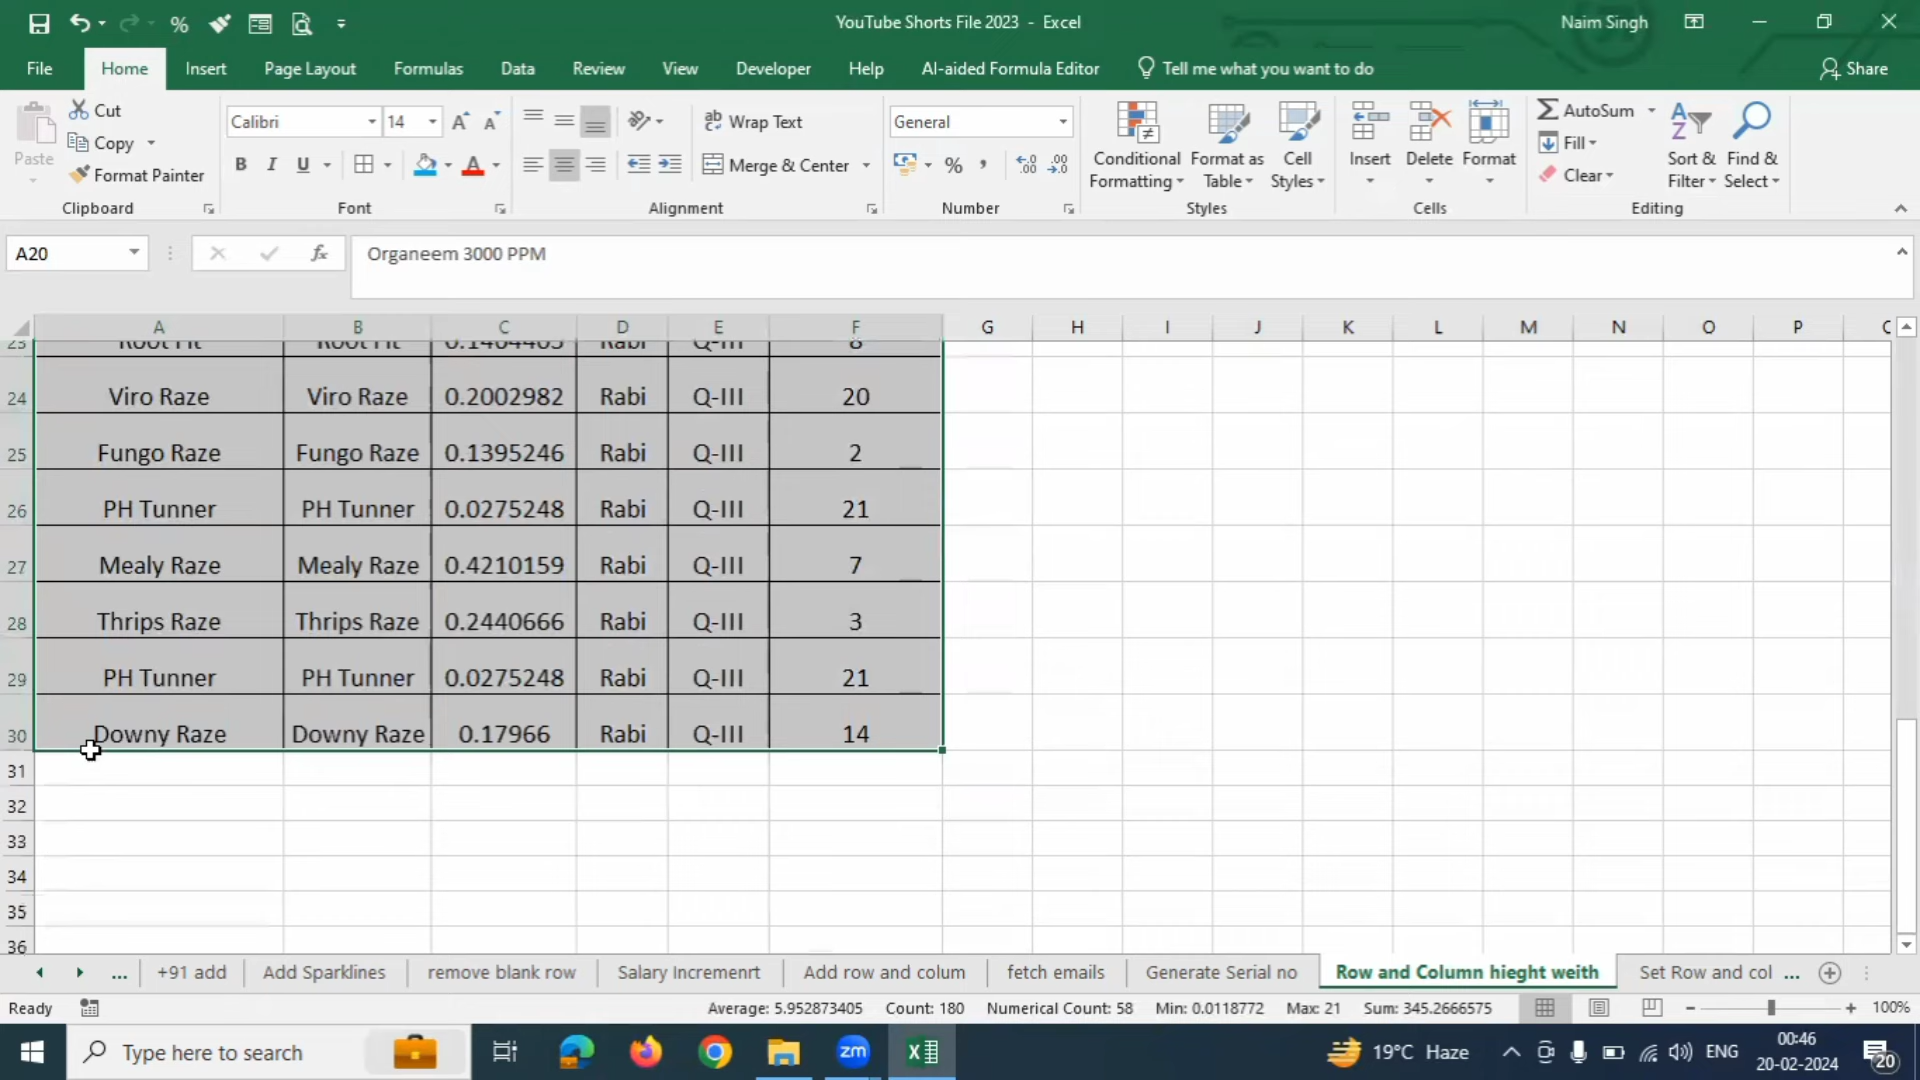 % YouTube Shorts File 2023 - Excel Naim Singh
File Home Insert Page Layout Formulas Data Review View Developer Help AI-aided Formula Editor Tell me what you want to do Share
Paste Cut Copy Format Painter Clipboard
Calibri 14 A A B I U A Font
ab Wrap Text Merge & Center Alignment
General % , .00 .00 Number
Conditional Formatting Format as Table Cell Styles Styles
Insert Delete Format Cells
AutoSum Fill Clear Sort & Filter Find & Select Editing
A20 fx Organeem 3000 PPM
A B C D E F G H I J K L M N O P
24 Viro Raze Viro Raze 0.2002982 Rabi Q-III 20
25 Fungo Raze Fungo Raze 0.1395246 Rabi Q-III 2
26 PH Tunner PH Tunner 0.0275248 Rabi Q-III 21
27 Mealy Raze Mealy Raze 0.4210159 Rabi Q-III 7
28 Thrips Raze Thrips Raze 0.2440666 Rabi Q-III 3
29 PH Tunner PH Tunner 0.0275248 Rabi Q-III 21
30 Downy Raze Downy Raze 0.17966 Rabi Q-III 14
31
32
33
34
35
36
... +91 add Add Sparklines remove blank row Salary Incremenrt Add row and colum fetch emails Generate Serial no Row and Column hieght weith Set Row and col ...
Ready Average: 5.952873405 Count: 180 Numerical Count: 58 Min: 0.0118772 Max: 21 Sum: 345.2666575 100%
Type here to search zm 19°C Haze ENG 00:46 20
20-02-2024